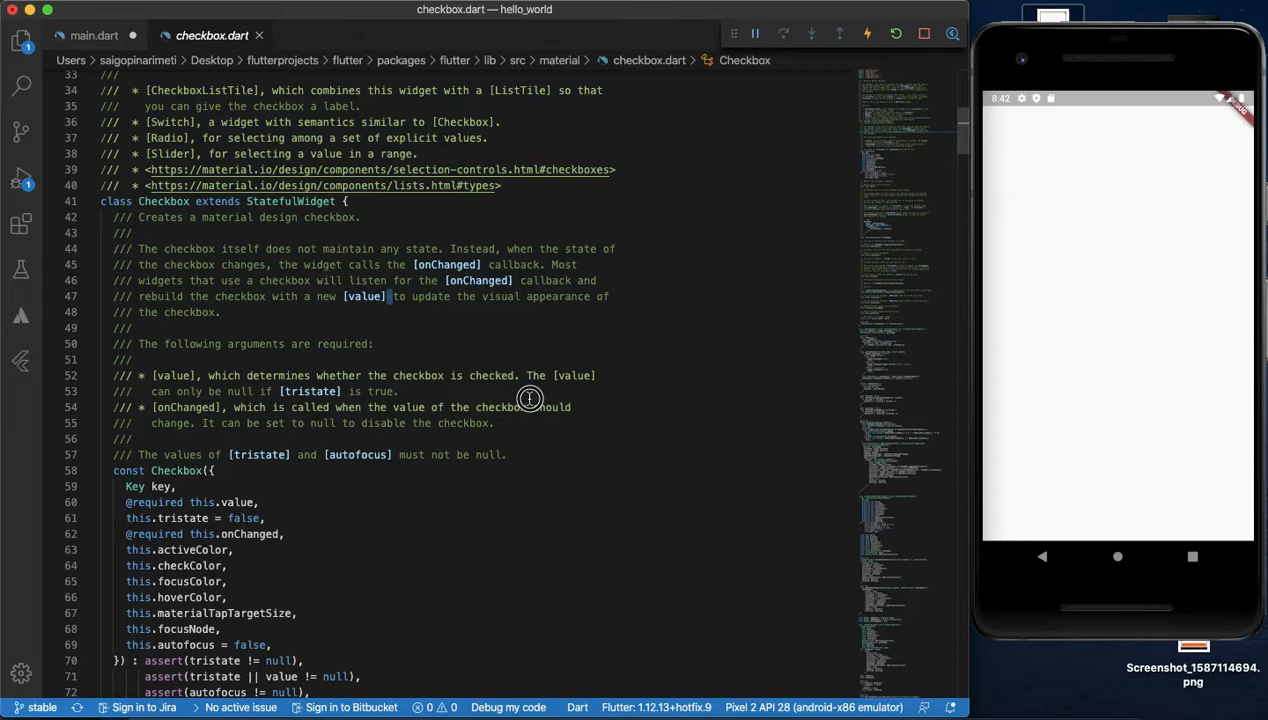 checkbox.dart — hello_world
main.dart
checkbox.dart
Users > saigopinarimeti > Desktop > flutterprojects > flutter > packages > flutter > lib > src > material > checkbox.dart > Checkbox
33 ///
34 /// * [CheckboxListTile], which combines this widget with a [ListTile] so that
35 /// you can give the checkbox a label.
36 /// * [Switch], a widget with semantics similar to [Checkbox].
37 /// * [Radio], for selecting among a set of explicit values.
38 /// * [Slider], for selecting a value in a range.
39 /// * <https://material.io/design/components/selection-controls.html#checkboxes>
40 /// * <https://material.io/design/components/lists.html#types>
41 class Checkbox extends StatefulWidget {
42 /// Creates a material design checkbox.
43 ///
44 /// The checkbox itself does not maintain any state. Instead, when the state of
45 /// the checkbox changes, the widget calls the [onChanged] callback. Most
46 /// widgets that use a checkbox will listen for the [onChanged] callback and
47 /// rebuild the checkbox with a new [value] to update the visual appearance of
48 /// the checkbox.
49 ///
50 /// The following arguments are required:
51 ///
52 /// * [value], which determines whether the checkbox is checked. The [value]
53 /// can only be null if [tristate] is true.
54 /// * [onChanged], which is called when the value of the checkbox should
55 /// change. It can be set to null to disable the checkbox.
56 ///
57 /// The values of [tristate] and [autofocus] must not be null.
58 const Checkbox({
59 Key key,
60 @required this.value,
61 this.tristate = false,
62 @required this.onChanged,
63 this.activeColor,
64 this.checkColor,
65 this.focusColor,
66 this.hoverColor,
67 this.materialTapTargetSize,
68 this.focusNode,
69 this.autofocus = false,
70 }) : assert(tristate != null),
71 assert(tristate || value != null),
72 assert(autofocus != null),
1
1
stable Sign in to Jira No active issue Sign in to Bitbucket 0 0 Debug my code Dart Flutter: 1.12.13+hotfix.9 Pixel 2 API 28 (android-x86 emulator)
8:42
DEBUG
Screenshot_1587114694.
png